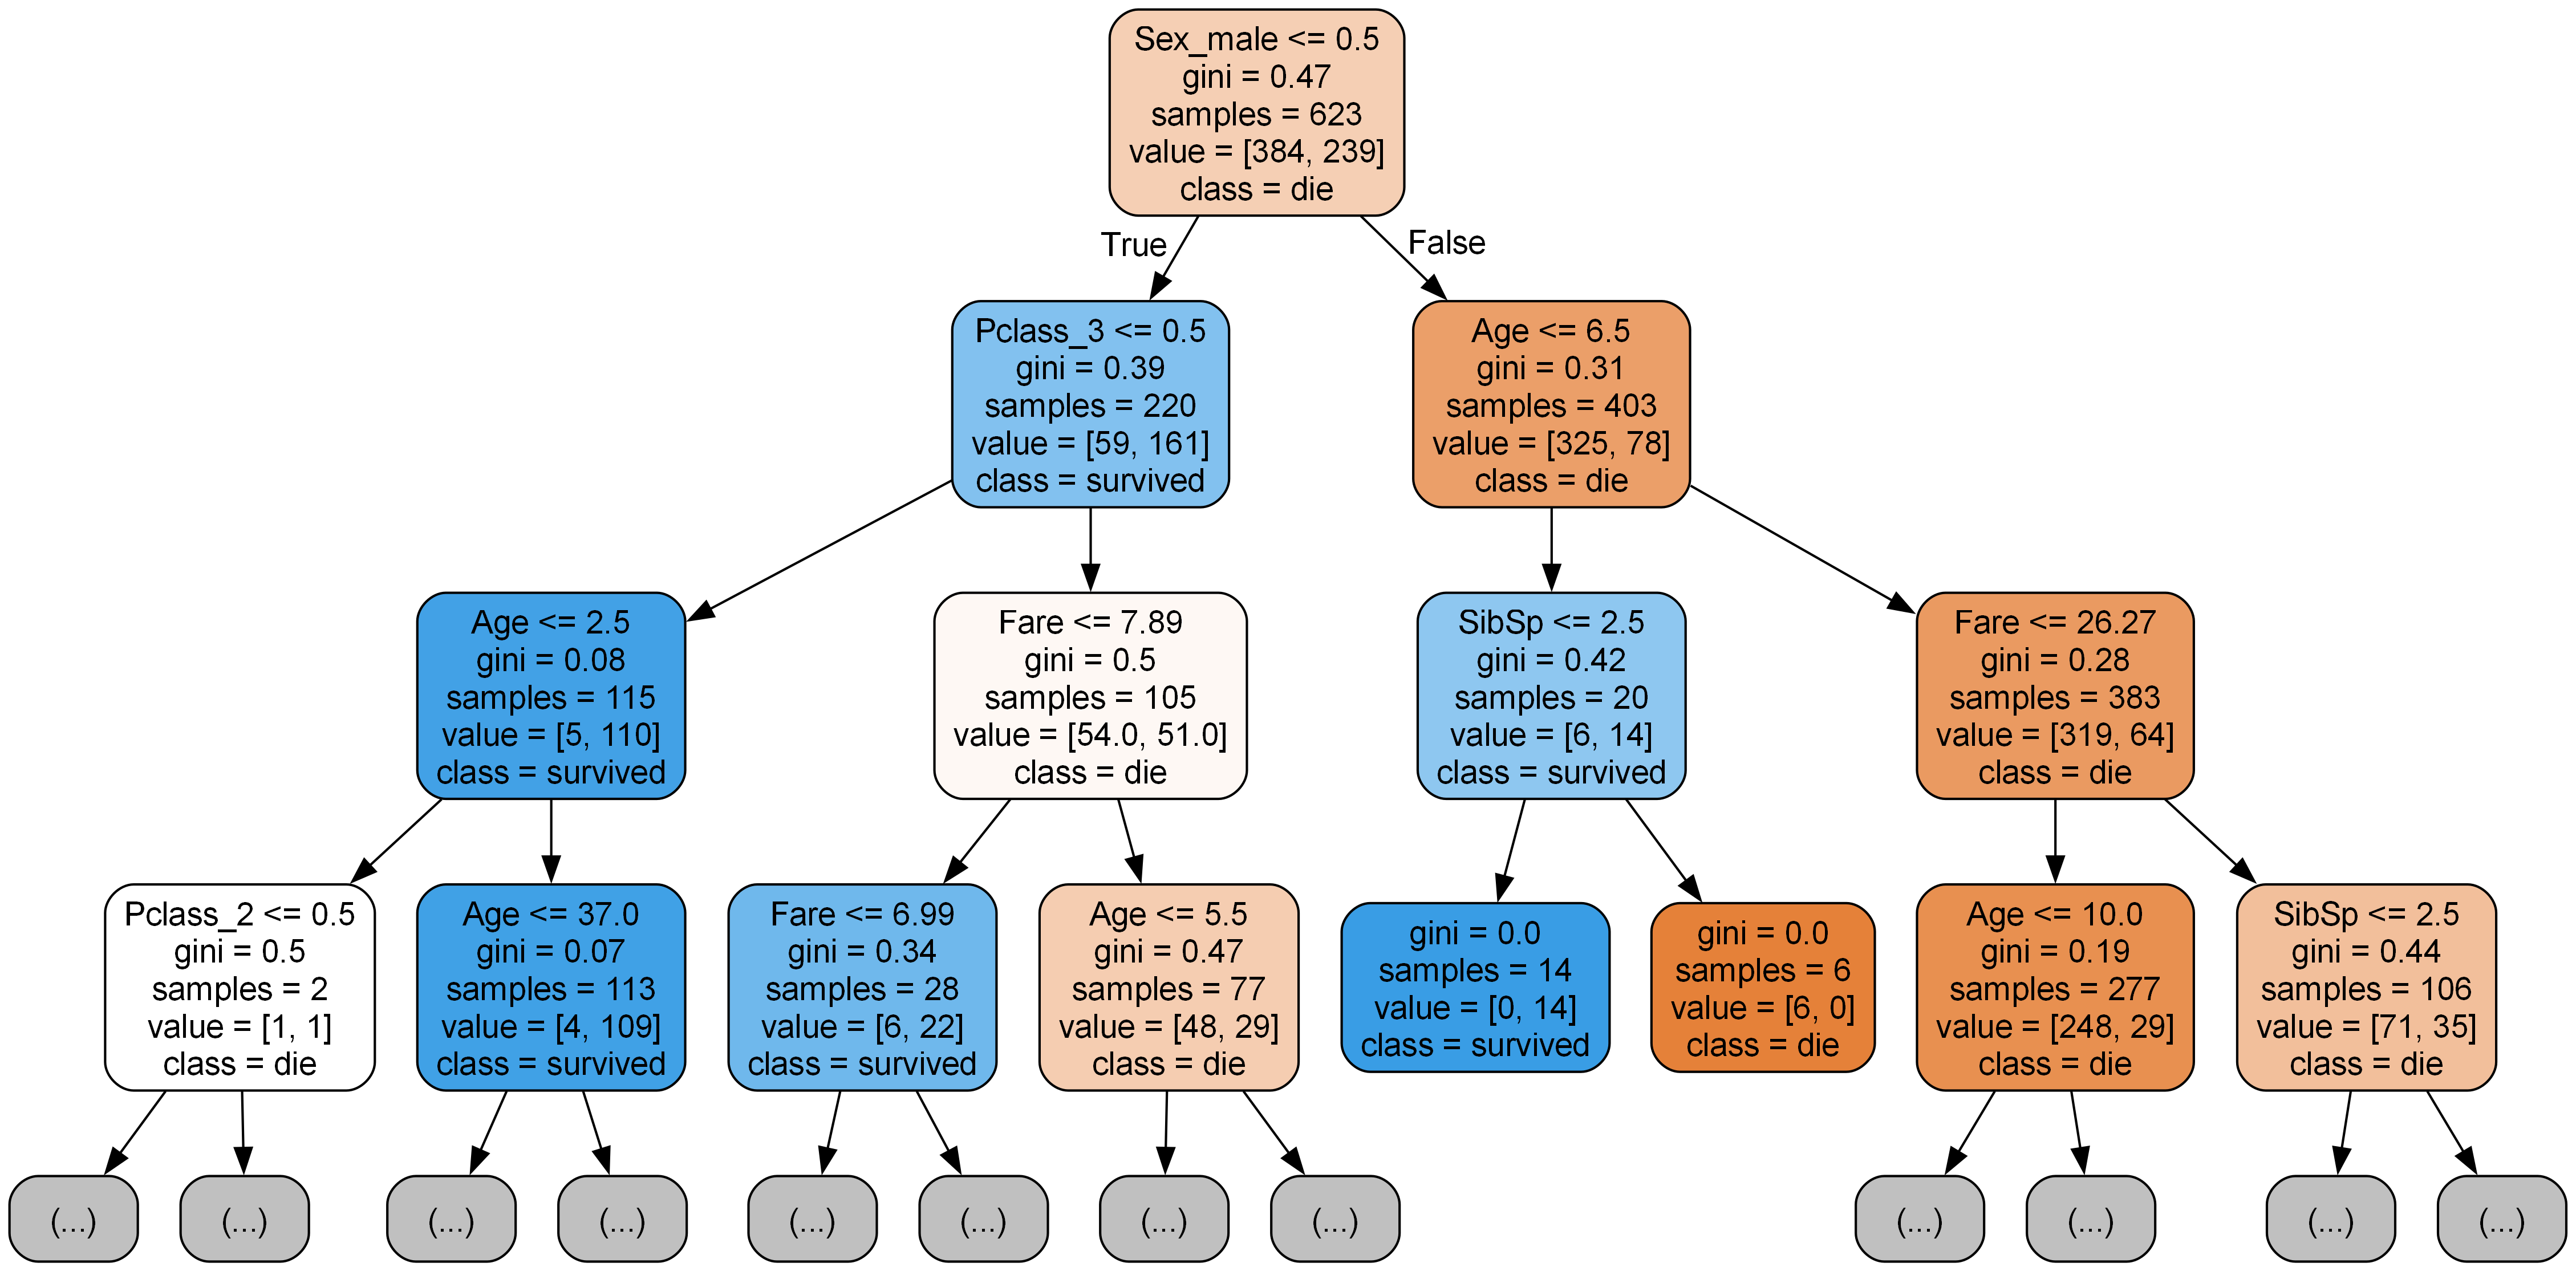 Sex_male <= 0.5
gini = 0.47
samples = 623
value = [384, 239]
class = die
True
False
Pclass_3 <= 0.5
gini = 0.39
samples = 220
value = [59, 161]
class = survived
Age <= 6.5
gini = 0.31
samples = 403
value = [325, 78]
class = die
Age <= 2.5
gini = 0.08
samples = 115
value = [5, 110]
class = survived
Fare <= 7.89
gini = 0.5
samples = 105
value = [54.0, 51.0]
class = die
SibSp <= 2.5
gini = 0.42
samples = 20
value = [6, 14]
class = survived
Fare <= 26.27
gini = 0.28
samples = 383
value = [319, 64]
class = die
Pclass_2 <= 0.5
gini = 0.5
samples = 2
value = [1, 1]
class = die
Age <= 37.0
gini = 0.07
samples = 113
value = [4, 109]
class = survived
Fare <= 6.99
gini = 0.34
samples = 28
value = [6, 22]
class = survived
Age <= 5.5
gini = 0.47
samples = 77
value = [48, 29]
class = die
gini = 0.0
samples = 14
value = [0, 14]
class = survived
gini = 0.0
samples = 6
value = [6, 0]
class = die
Age <= 10.0
gini = 0.19
samples = 277
value = [248, 29]
class = die
SibSp <= 2.5
gini = 0.44
samples = 106
value = [71, 35]
class = die
(...)
(...)
(...)
(...)
(...)
(...)
(...)
(...)
(...)
(...)
(...)
(...)